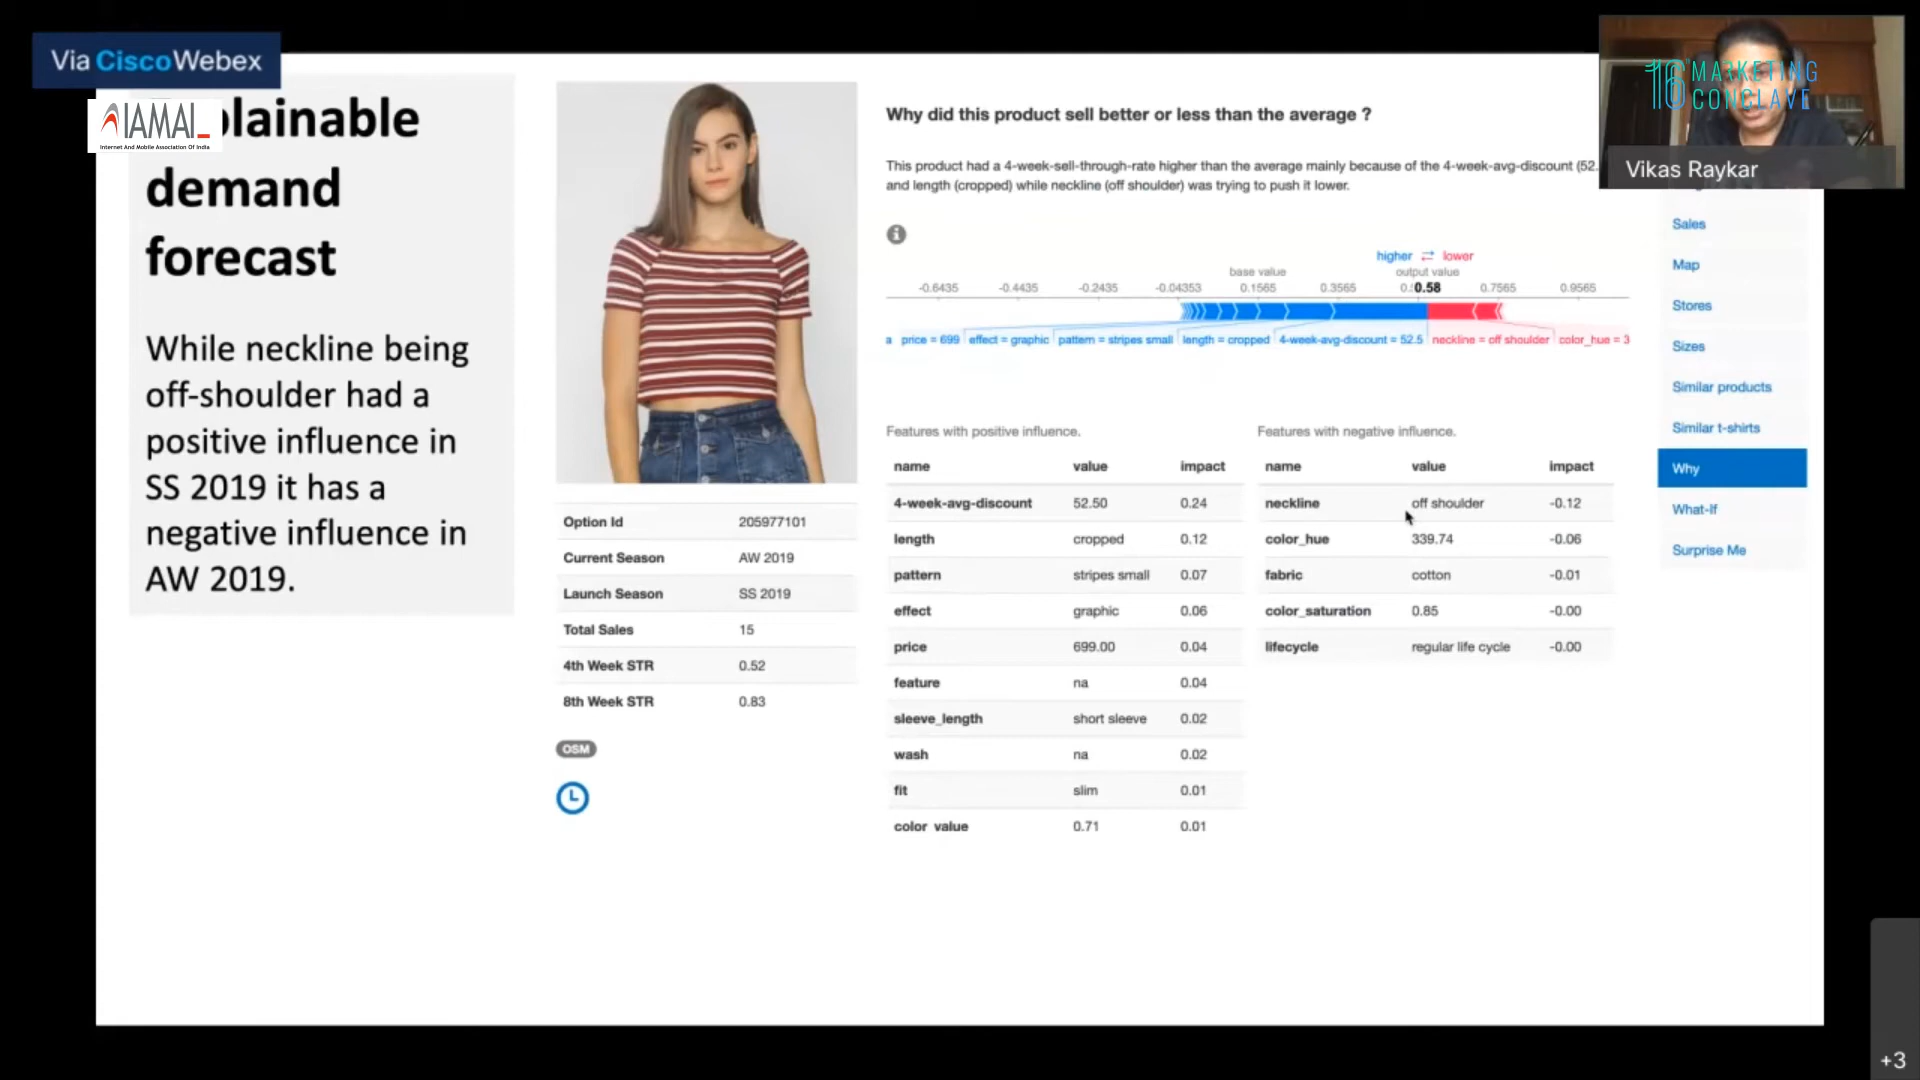 Via CiscoWebex
IAMAI
Internet And Mobile Association Of India
plainable
demand
forecast
While neckline being
off-shoulder had a
positive influence in
SS 2019 it has a
negative influence in
AW 2019.
Option Id 205977101
Current Season AW 2019
Launch Season SS 2019
Total Sales 15
4th Week STR 0.52
8th Week STR 0.83
OSM
Why did this product sell better or less than the average ?
This product had a 4-week-sell-through-rate higher than the average mainly because of the 4-week-avg-discount (52.
and length (cropped) while neckline (off shoulder) was trying to push it lower.
higher ⇄ lower
base value output value
-0.6435 -0.4435 -0.2435 -0.04353 0.1565 0.3565 0.58 0.7565 0.9565
a price = 699 effect = graphic pattern = stripes small length = cropped 4-week-avg-discount = 52.5 neckline = off shoulder color_hue = 3
Features with positive influence.
name value impact
4-week-avg-discount 52.50 0.24
length cropped 0.12
pattern stripes small 0.07
effect graphic 0.06
price 699.00 0.04
feature na 0.04
sleeve_length short sleeve 0.02
wash na 0.02
fit slim 0.01
color_value 0.71 0.01
Features with negative influence.
name value impact
neckline off shoulder -0.12
color_hue 339.74 -0.06
fabric cotton -0.01
color_saturation 0.85 -0.00
lifecycle regular life cycle -0.00
16th MARKETING
CONCLAVE
Vikas Raykar
Sales
Map
Stores
Sizes
Similar products
Similar t-shirts
Why
What-If
Surprise Me
+3